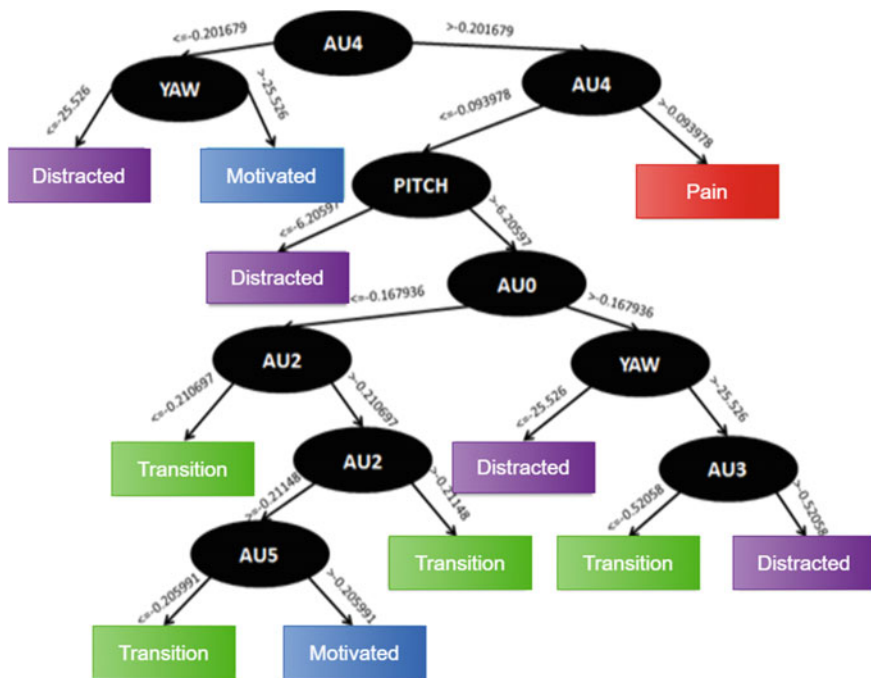 <=-0.201679
AU4
>-0.201679
YAW
AU4
<=-25.526
>-25.526
<=-0.093978
>-0.093978
Distracted
Motivated
PITCH
Pain
<=-6.20597
>-6.20597
Distracted
AU0
<=-0.167936
>-0.167936
AU2
YAW
<=-0.210697
>-0.210697
<=-25.526
>-25.526
Transition
AU2
Distracted
AU3
>=-0.21148
>-0.21148
<=-0.52058
>-0.52058
AU5
Transition
Transition
Distracted
<=-0.205991
>-0.205991
Transition
Motivated